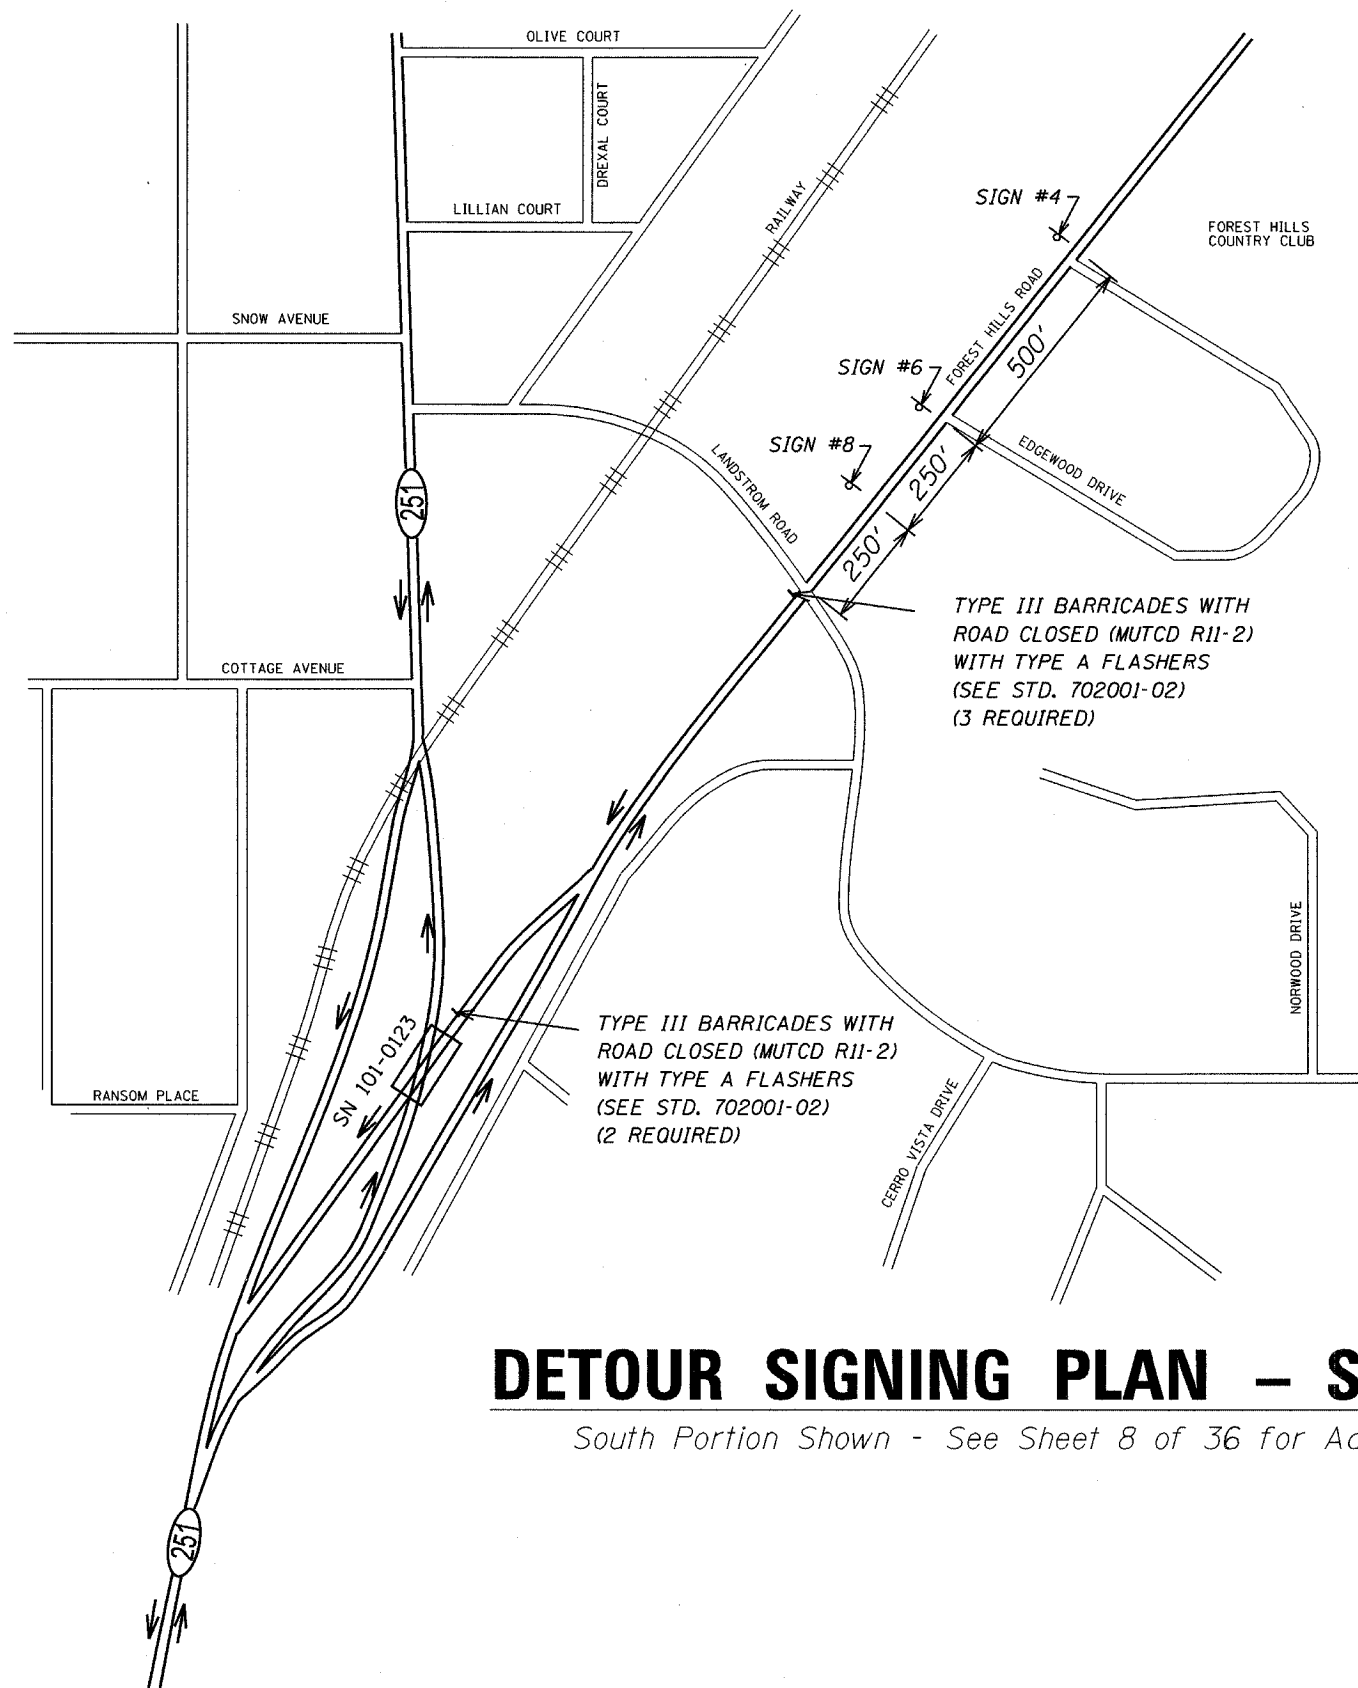 OLIVE COURT
DREXAL COURT
LILLIAN COURT
RAILWAY
SIGN #4
FOREST HILLS
COUNTRY CLUB
SNOW AVENUE
FOREST HILLS ROAD
500'
SIGN #6
SIGN #8
LANDSTROM ROAD
250'
EDGEWOOD DRIVE
251
250'
TYPE III BARRICADES WITH
ROAD CLOSED (MUTCD R11-2)
WITH TYPE A FLASHERS
(SEE STD. 702001-02)
(3 REQUIRED)
COTTAGE AVENUE
NORWOOD DRIVE
SN 101-0123
TYPE III BARRICADES WITH
ROAD CLOSED (MUTCD R11-2)
WITH TYPE A FLASHERS
(SEE STD. 702001-02)
(2 REQUIRED)
RANSOM PLACE
CERRO VISTA DRIVE
DETOUR SIGNING PLAN – S
South Portion Shown - See Sheet 8 of 36 for Ad
251